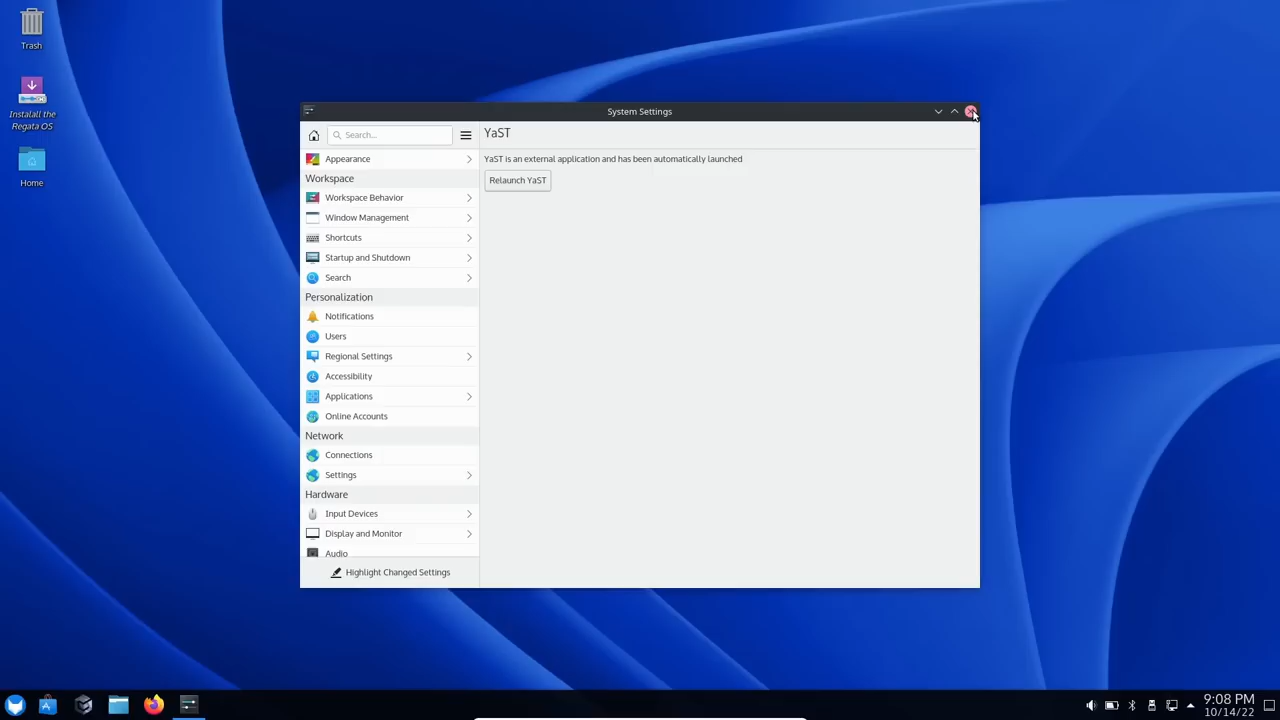 Trash
Instalall the
Regata OS
Home
System Settings
Search...
YaST
YaST is an external application and has been automatically launched
Relaunch YaST
Appearance
Workspace
Workspace Behavior
Window Management
Shortcuts
Startup and Shutdown
Search
Personalization
Notifications
Users
Regional Settings
Accessibility
Applications
Online Accounts
Network
Connections
Settings
Hardware
Input Devices
Display and Monitor
Audio
Highlight Changed Settings
9:08 PM
10/14/22